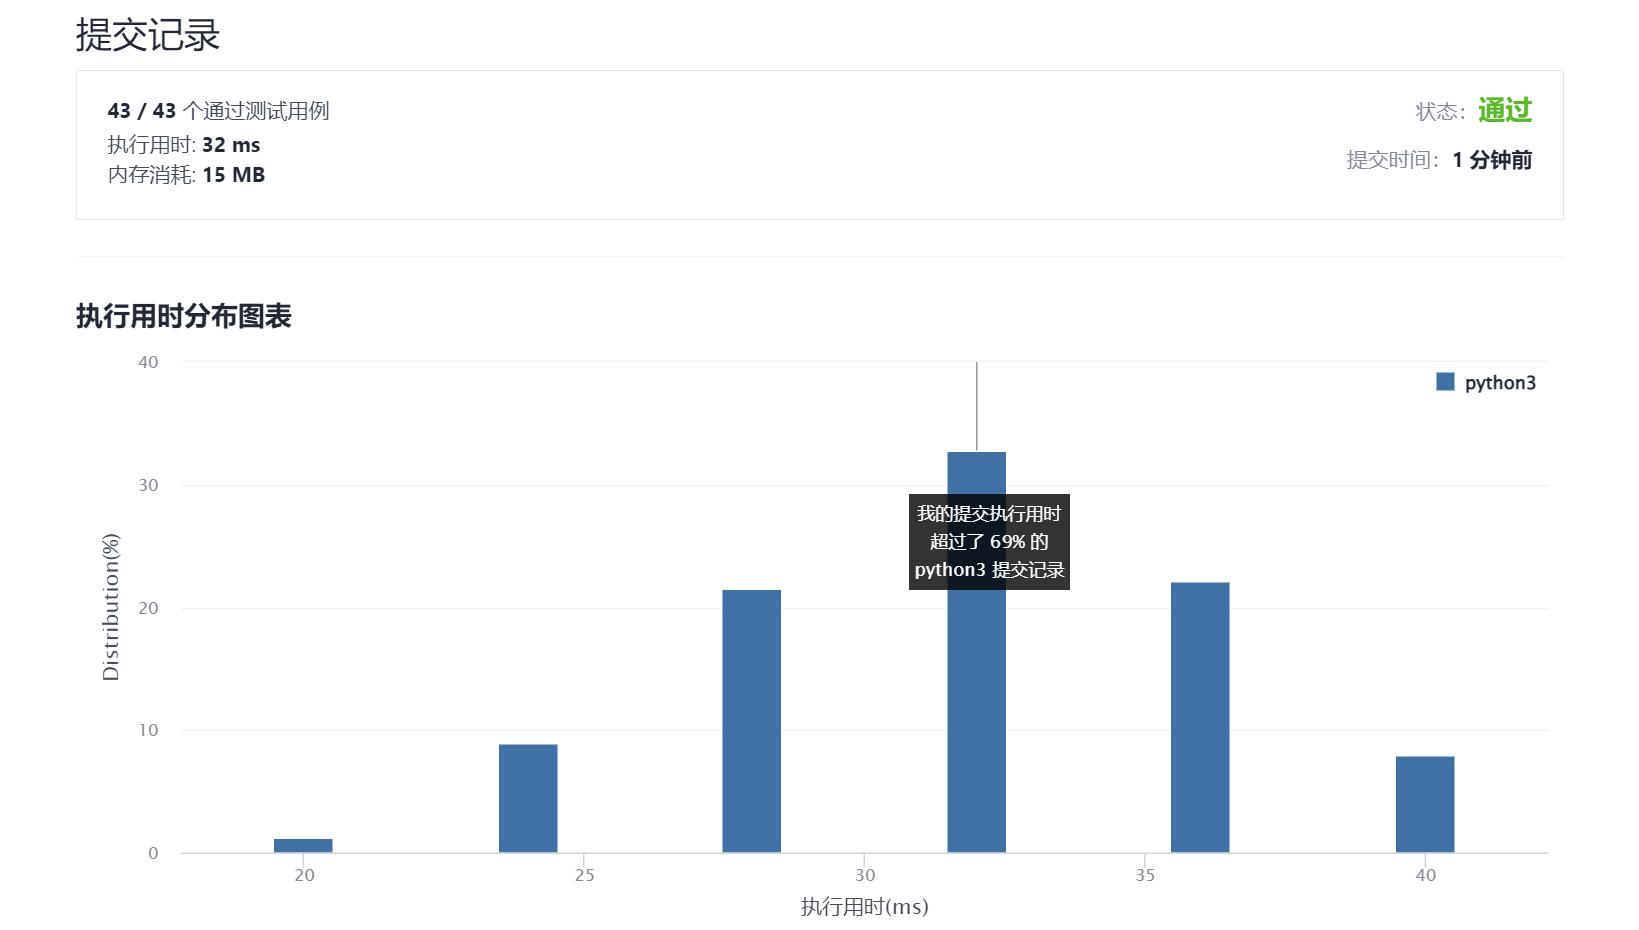 提交记录
43 / 43 个通过测试用例
状态：通过
执行用时: 32 ms
提交时间：1 分钟前
内存消耗: 15 MB
执行用时分布图表
40
python3
30
我的提交执行用时
超过了 69% 的
python3 提交记录
Distribution(%)
20
10
0
20 25 30 35 40
执行用时(ms)